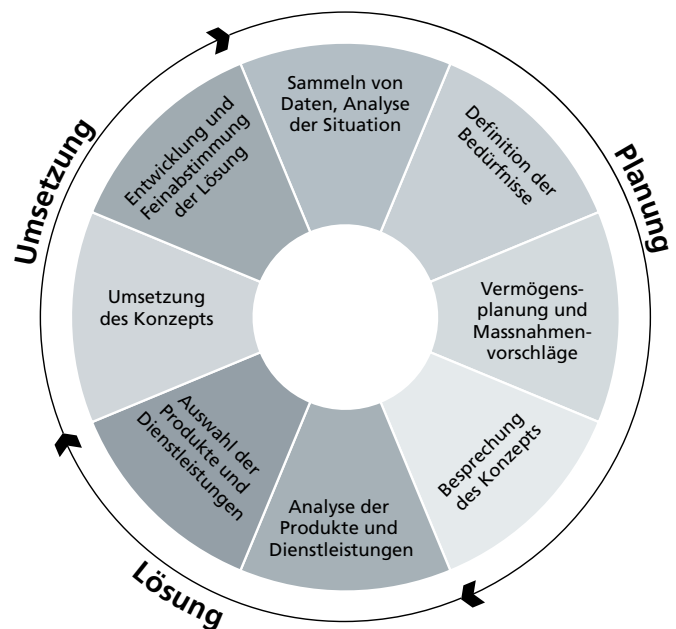 Sammeln von
Daten, Analyse
der Situation
Definition der
Bedürfnisse
Vermögens-
planung und
Massnahmen-
vorschläge
Besprechung
des Konzepts
Analyse der
Produkte und
Dienstleistungen
Auswahl der
Produkte und
Dienstleistungen
Umsetzung
des Konzepts
Entwicklung und
Feinabstimmung
der Lösung
Planung
Lösung
Umsetzung